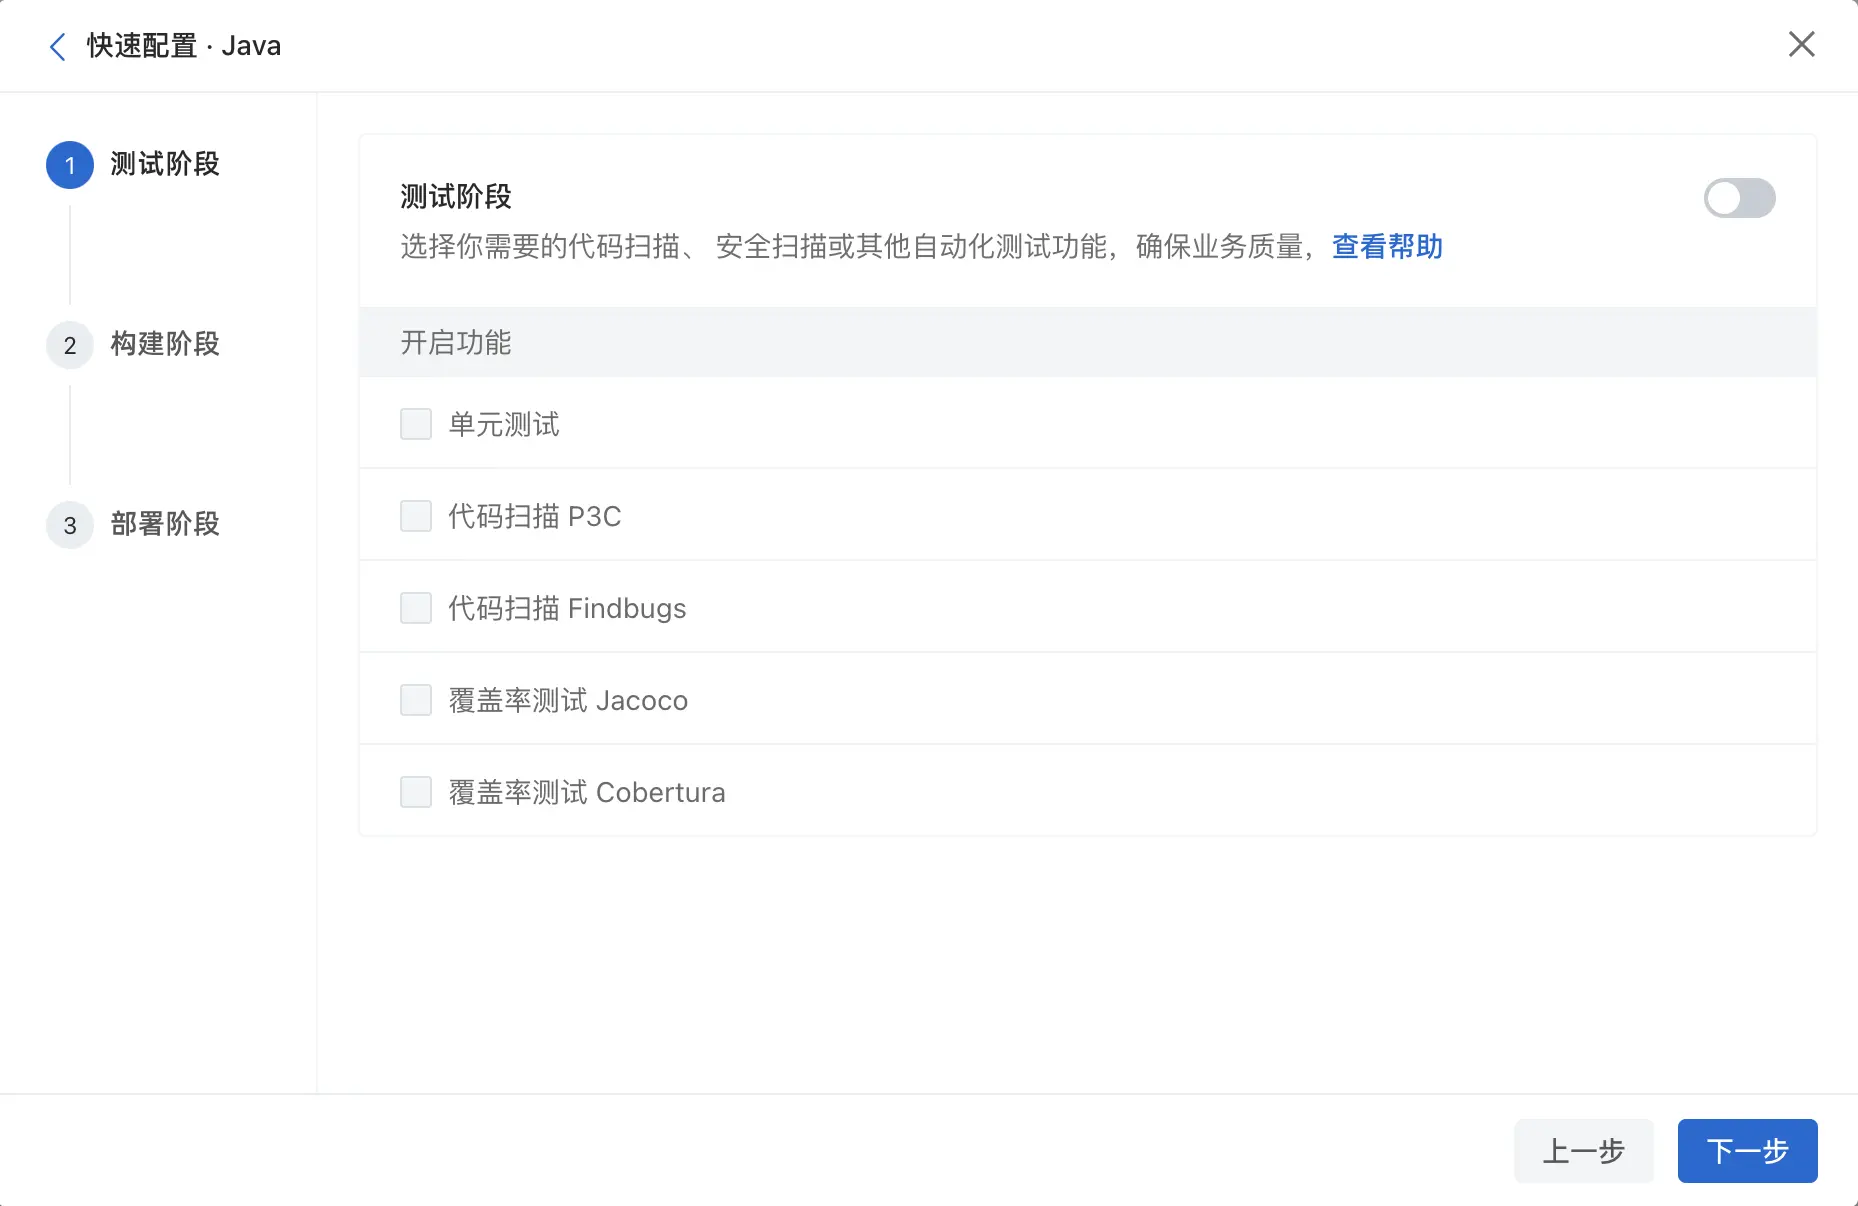 快速配置 · Java
1 测试阶段
2 构建阶段
3 部署阶段
测试阶段
选择你需要的代码扫描、 安全扫描或其他自动化测试功能，确保业务质量，查看帮助
开启功能
单元测试
代码扫描 P3C
代码扫描 Findbugs
覆盖率测试 Jacoco
覆盖率测试 Cobertura
上一步
下一步